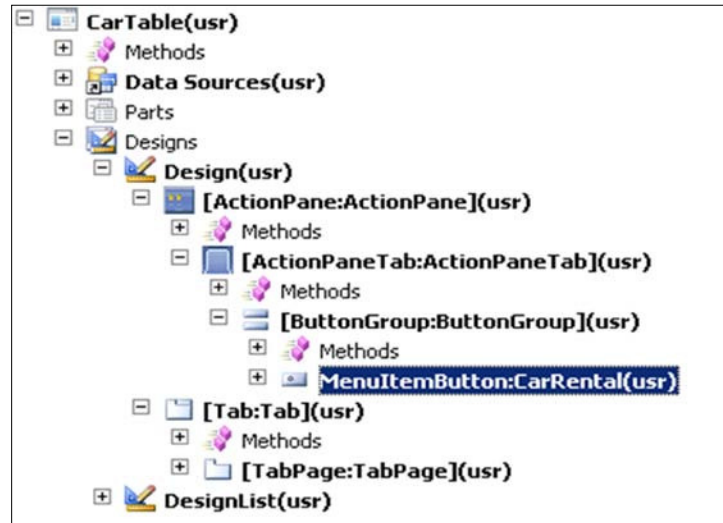 CarTable(usr)
Methods
Data Sources(usr)
Parts
Designs
Design(usr)
[ActionPane:ActionPane](usr)
Methods
[ActionPaneTab:ActionPaneTab](usr)
Methods
[ButtonGroup:ButtonGroup](usr)
Methods
MenuItemButton:CarRental(usr)
[Tab:Tab](usr)
Methods
[TabPage:TabPage](usr)
DesignList(usr)